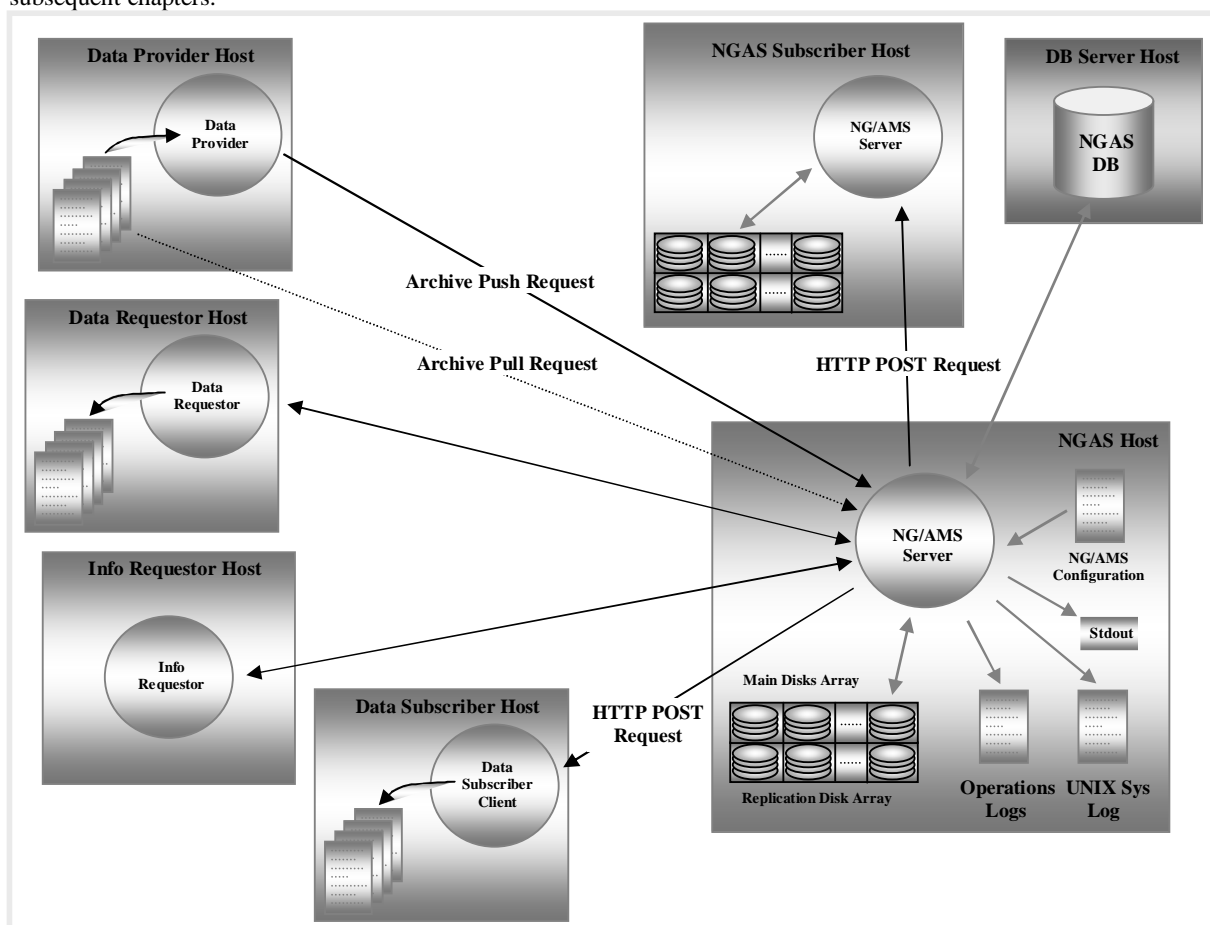 subsequent chapters.
Data Provider Host
Data
Provider
NGAS Subscriber Host
NG/AMS
Server
DB Server Host
NGAS
DB
Archive Push Request
Data Requestor Host
Data
Requestor
Archive Pull Request
HTTP POST Request
NGAS Host
NG/AMS
Server
NG/AMS
Configuration
Stdout
Info Requestor Host
Info
Requestor
Main Disks Array
Replication Disk Array
Operations
Logs
UNIX Sys
Log
Data Subscriber Host
Data
Subscriber
Client
HTTP POST
Request